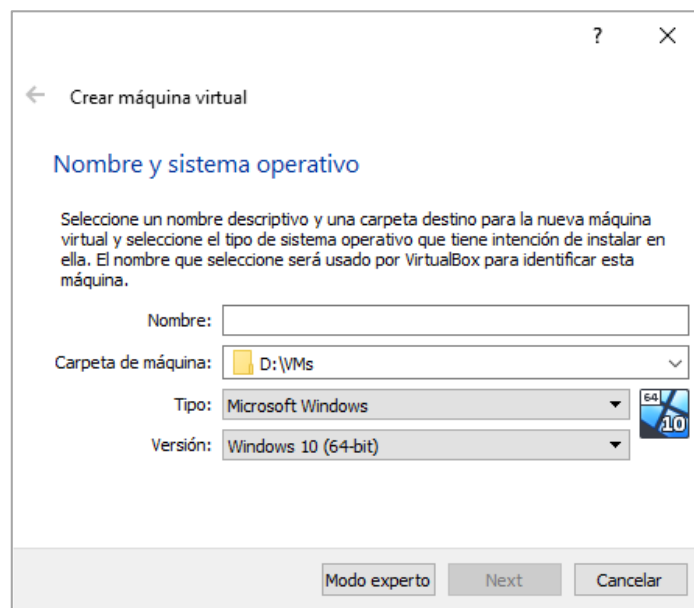 ?
Crear máquina virtual
Nombre y sistema operativo
Seleccione un nombre descriptivo y una carpeta destino para la nueva máquina
virtual y seleccione el tipo de sistema operativo que tiene intención de instalar en
ella. El nombre que seleccione será usado por VirtualBox para identificar esta
máquina.
Nombre:
Carpeta de máquina: D:\VMs
Tipo: Microsoft Windows
64
Versión: Windows 10 (64-bit)
10
Modo experto Next Cancelar